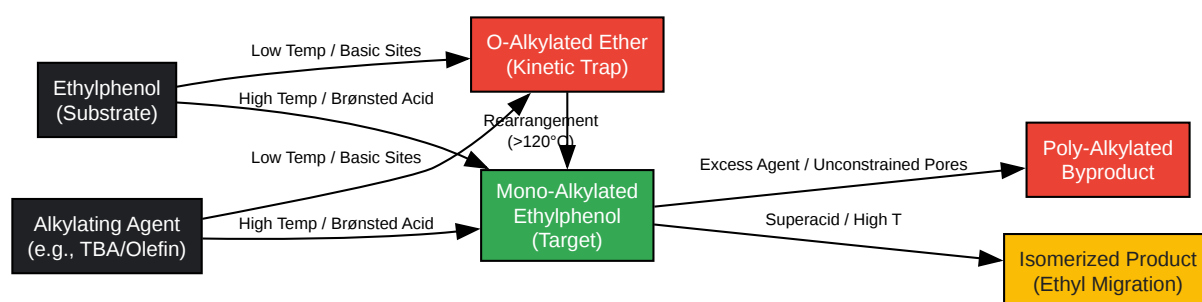 O-Alkylated Ether
(Kinetic Trap)
Low Temp / Basic Sites
Ethylphenol
(Substrate)
High Temp / Brønsted Acid
Rearrangement
(>120°C)
Low Temp / Basic Sites
Poly-Alkylated
Byproduct
Excess Agent / Unconstrained Pores
Mono-Alkylated
Ethylphenol
(Target)
Alkylating Agent
(e.g., TBA/Olefin)
High Temp / Brønsted Acid
Superacid / High T
Isomerized Product
(Ethyl Migration)